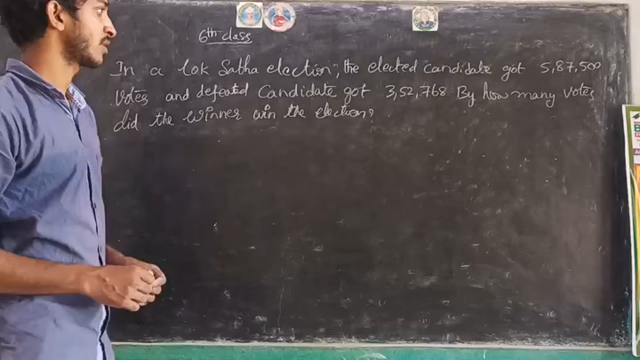 6th class
In a lok Satha election, the elected candidate got 5,87,500
votes and defeated Candidate got 3,52,768 By how many votes
did the winner win the election?